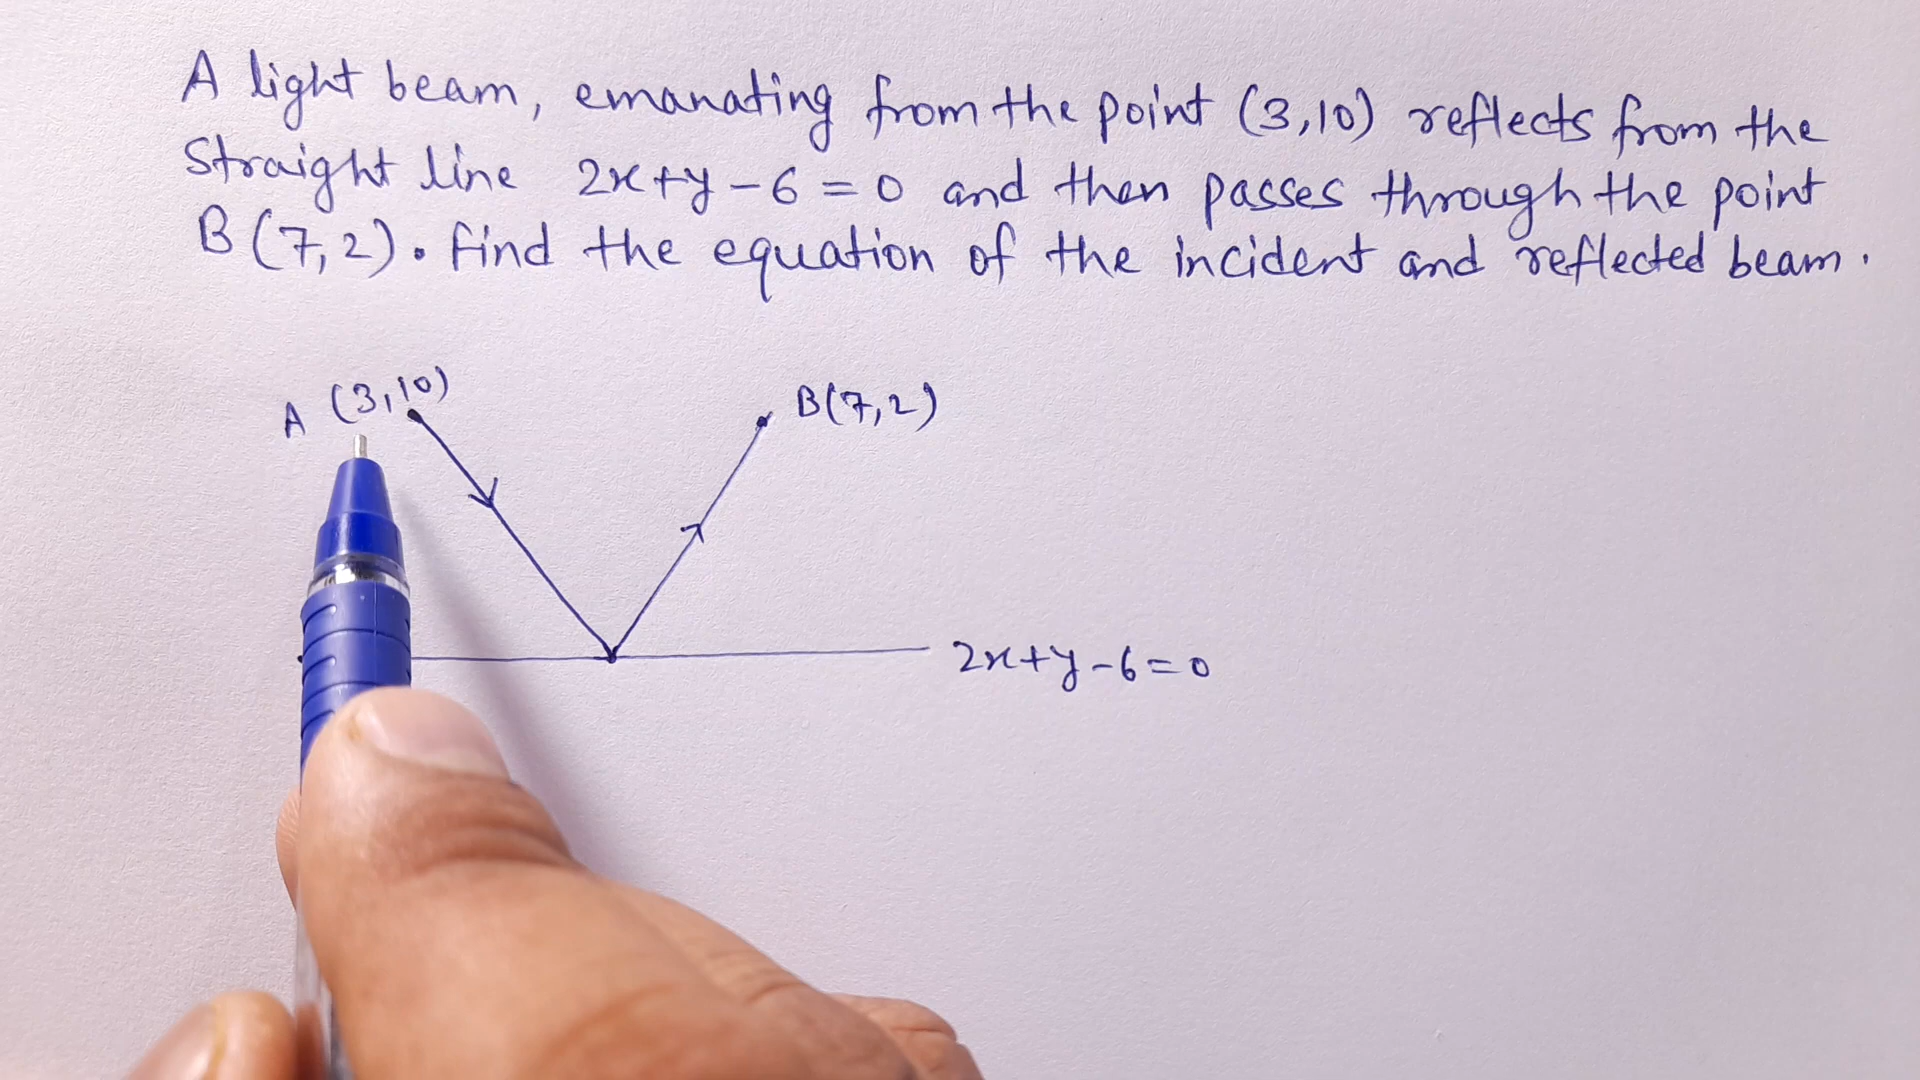 A light beam, emanating from the point (3,10) reflects from the
Straight line 2x+y-6=0 and then passes through the point
B(7,2). find the equation of the incident and reflected beam.
A (3,10)
B(7,2)
2x+y-6=0